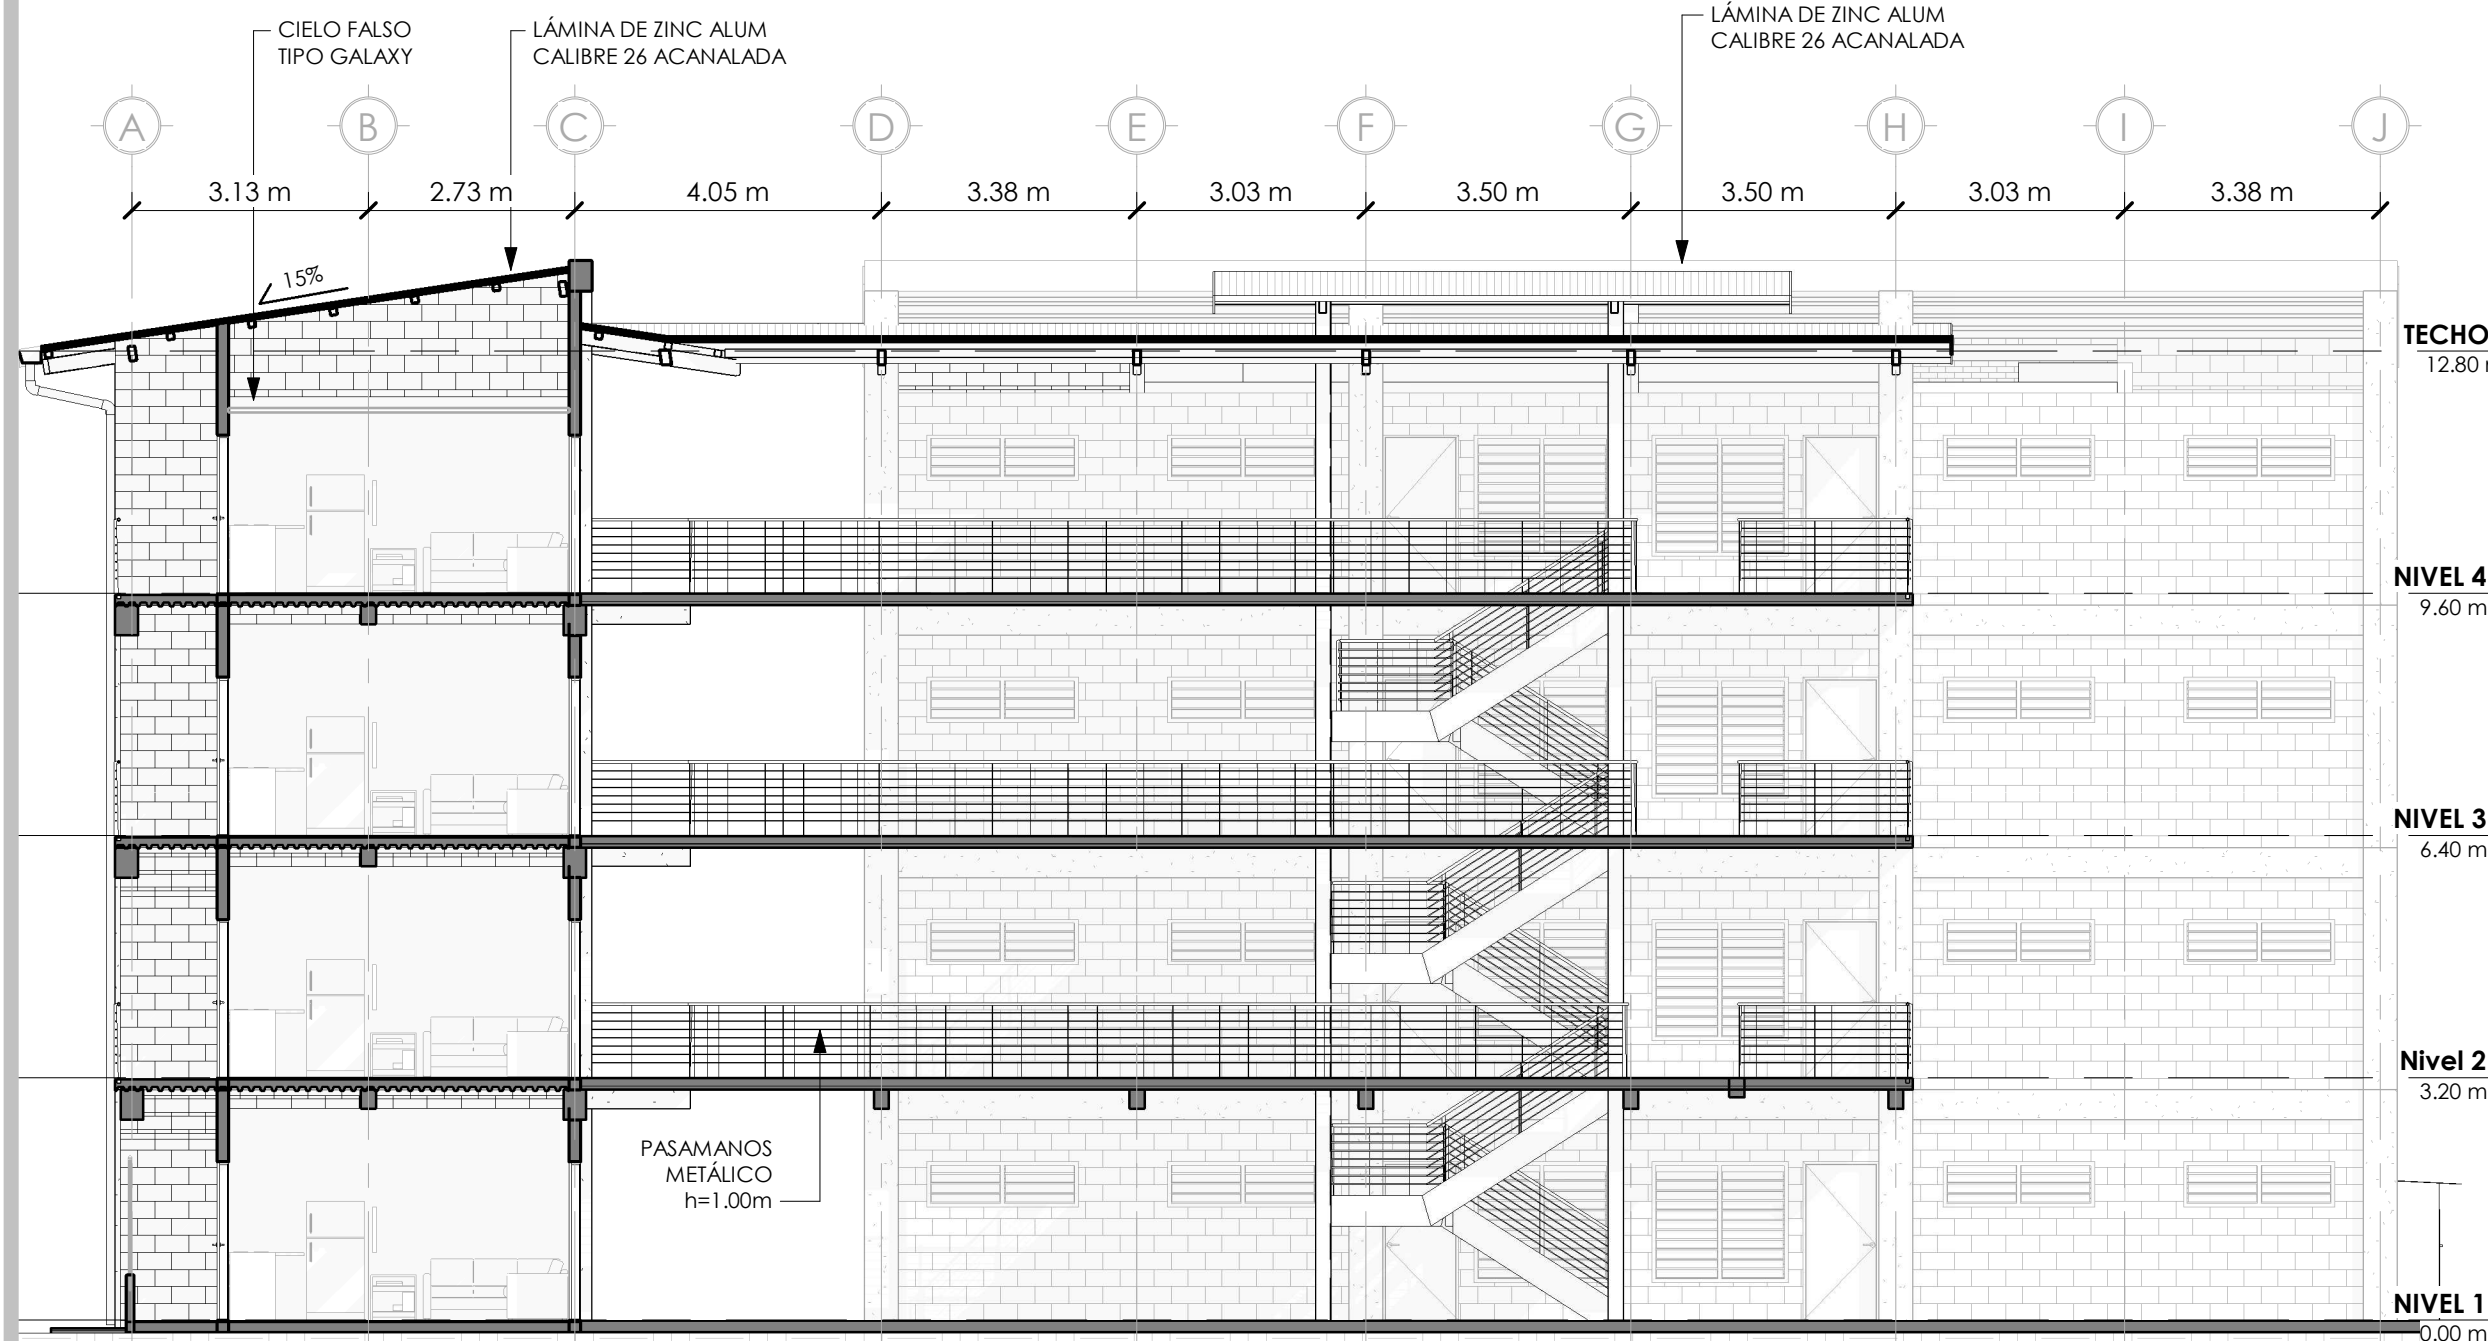 CIELO FALSO
TIPO GALAXY
LÁMINA DE ZINC ALUM
CALIBRE 26 ACANALADA
LÁMINA DE ZINC ALUM
CALIBRE 26 ACANALADA
A B C D E F G H I J
3.13 m 2.73 m 4.05 m 3.38 m 3.03 m 3.50 m 3.50 m 3.03 m 3.38 m
15%
TECHO
12.80
NIVEL 4
9.60 m
NIVEL 3
6.40 m
Nivel 2
3.20 m
PASAMANOS
METÁLICO
h=1.00m
NIVEL 1
0.00 m